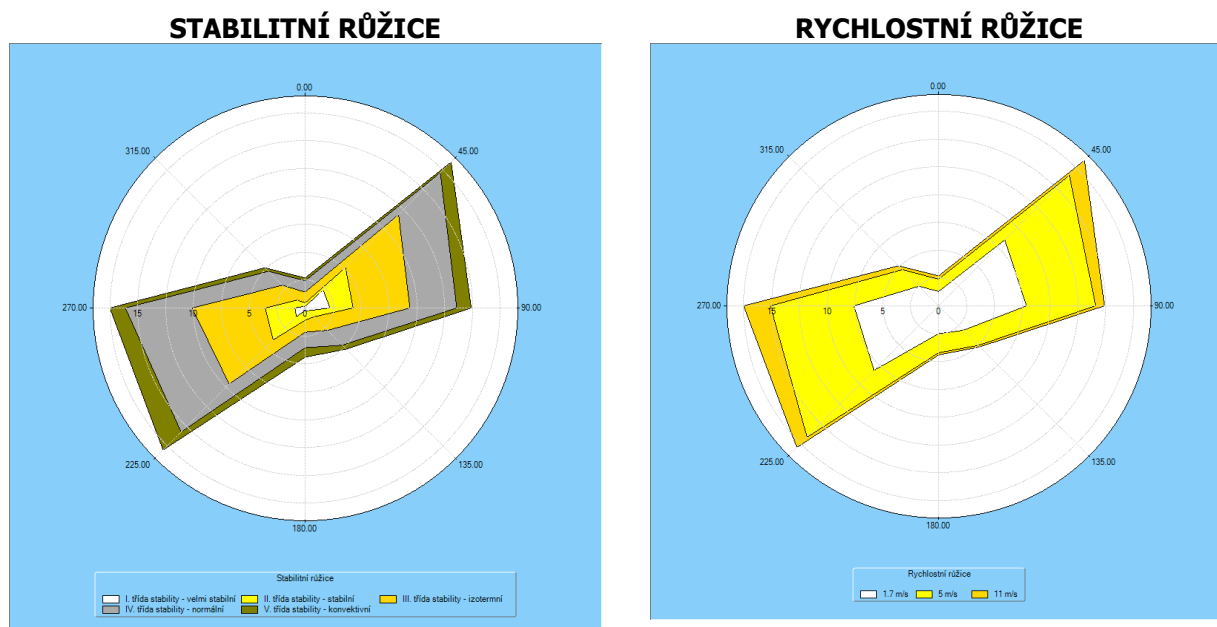 STABILITNÍ RŮŽICE
0.00
315.00
45.00
270.00
15
10
5
0
90.00
225.00
135.00
180.00
Stabilitní růžice
I. třída stability - velmi stabilní
II. třída stability - stabilní
III. třída stability - izotermní
IV. třída stability - normální
V. třída stability - konvektivní
RYCHLOSTNÍ RŮŽICE
0.00
315.00
45.00
270.00
15
10
5
0
90.00
225.00
135.00
180.00
Rychlostní růžice
1.7 m/s
5 m/s
11 m/s